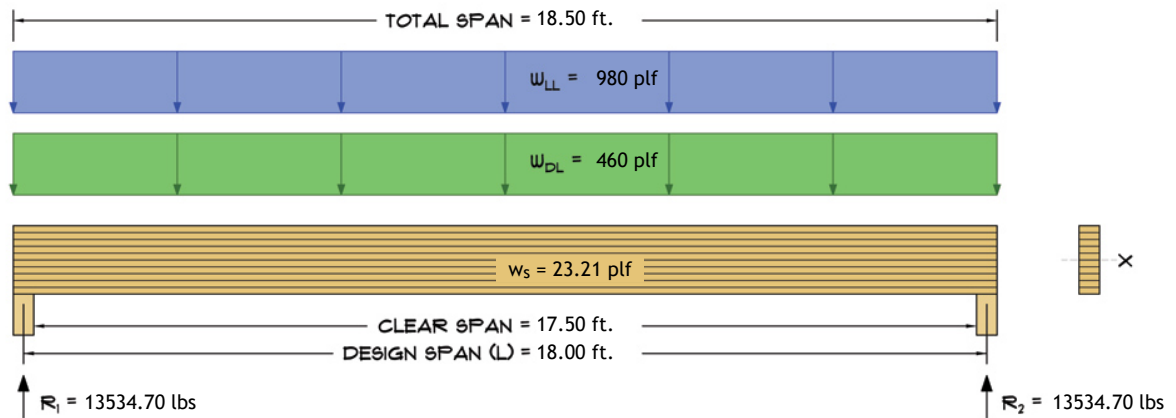 TOTAL SPAN = 18.50 ft.
WLL = 980 plf
WDL = 460 plf
ws = 23.21 plf
X
CLEAR SPAN = 17.50 ft.
DESIGN SPAN (L) = 18.00 ft.
R1 = 13534.70 lbs
R2 = 13534.70 lbs